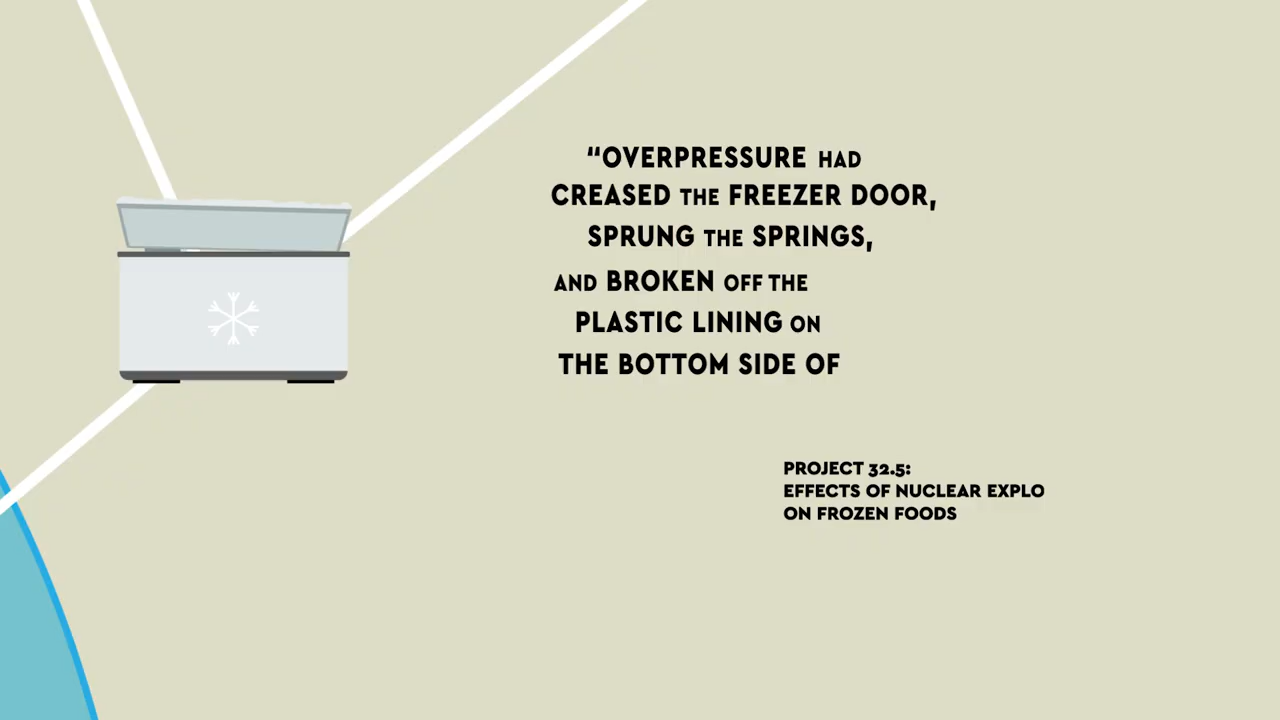 “OVERPRESSURE HAD
CREASED THE FREEZER DOOR,
SPRUNG THE SPRINGS,
AND BROKEN OFF THE
PLASTIC LINING ON
THE BOTTOM SIDE OF
PROJECT 32.5:
EFFECTS OF NUCLEAR EXPLO
ON FROZEN FOODS